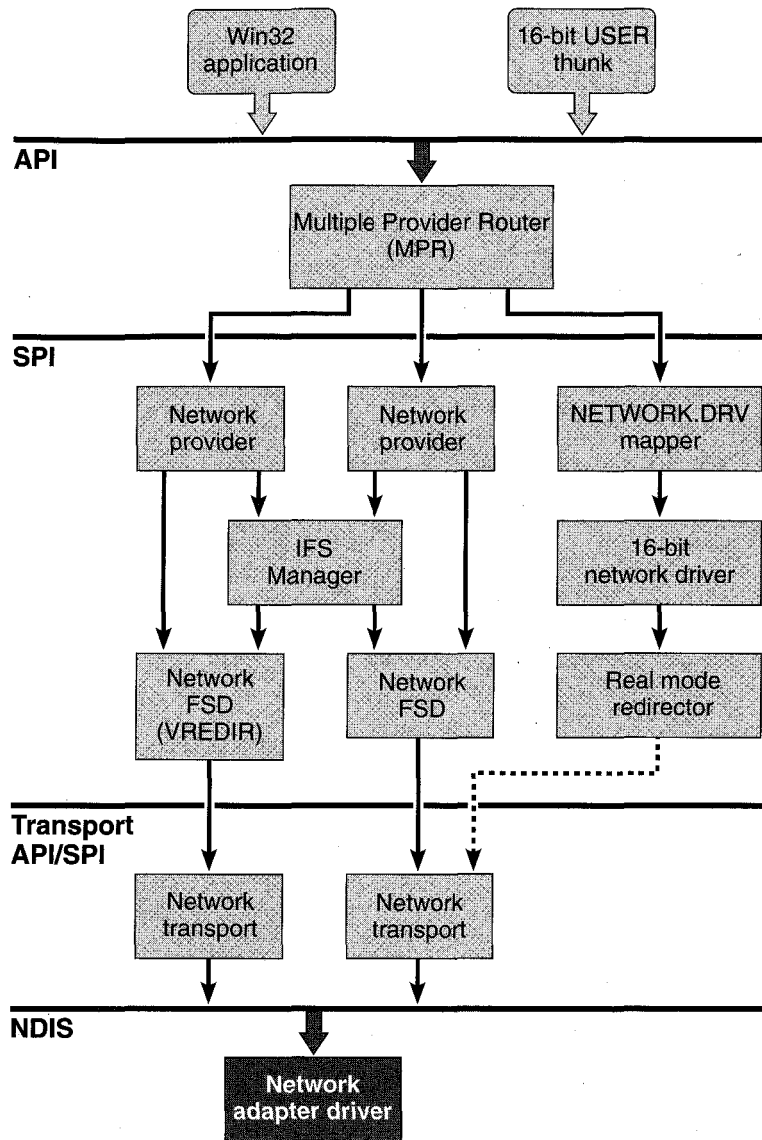 Win32
application
16-bit USER
thunk
API
Multiple Provider Router
(MPR)
SPI
Network
provider
Network
provider
NETWORK.DRV
mapper
IFS
Manager
16-bit
network driver
Network
FSD
(VREDIR)
Network
FSD
Real mode
redirector
Transport
API/SPI
Network
transport
Network
transport
NDIS
Network
adapter driver